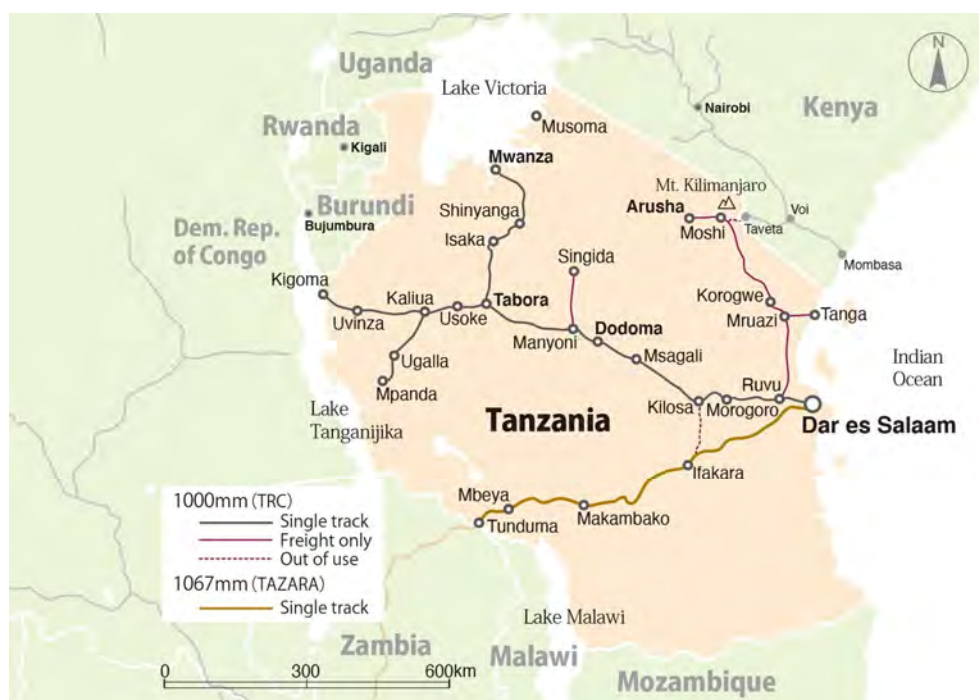 N
Uganda
Lake Victoria
Nairobi
Kenya
Musoma
Rwanda
Kigali
Mwanza
Mt. Kilimanjaro
Burundi
Bujumbura
Shinyanga
Arusha
Moshi
Taveta
Voi
Dem. Rep.
of Congo
Isaka
Singida
Mombasa
Kigoma
Kaliua
Tabora
Korogwe
Uvinza
Usoke
Mruazi
Tanga
Manyoni
Dodoma
Ugalla
Msagali
Indian
Ocean
Mpanda
Ruvu
Lake
Tanganijika
Tanzania
Kilosa
Morogoro
Dar es Salaam
Ifakara
Mbeya
Tunduma
Makambako
1000mm (TRC)
Single track
Freight only
Out of use
1067mm (TAZARA)
Single track
Lake Malawi
Zambia
Malawi
Mozambique
0 300 600km